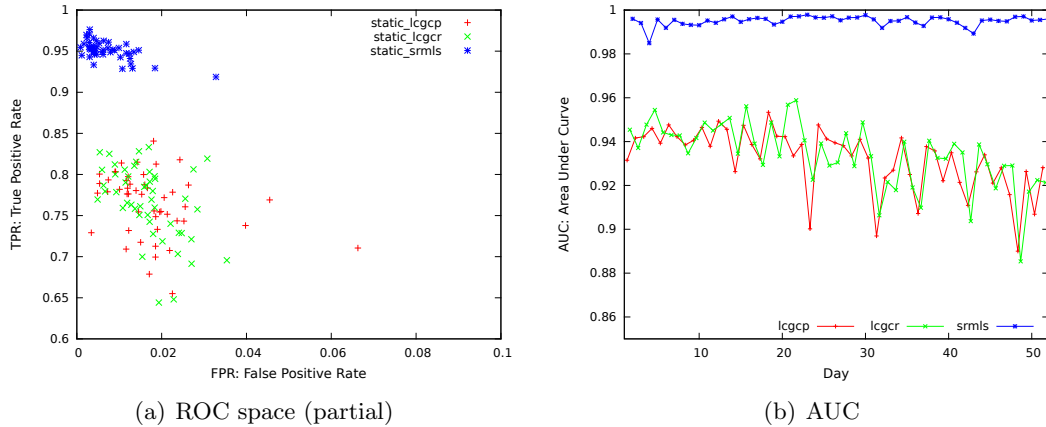 static_lcgcp
static_lcgcr
static_srmls
1
0.95
0.9
0.85
0.8
0.75
0.7
0.65
0.6
0
0.02
0.04
0.06
0.08
0.1
TPR: True Positive Rate
FPR: False Positive Rate
(a) ROC space (partial)
1
0.98
0.96
0.94
0.92
0.9
0.88
0.86
10
20
30
40
50
AUC: Area Under Curve
lcgcp
lcgcr
srmls
Day
(b) AUC